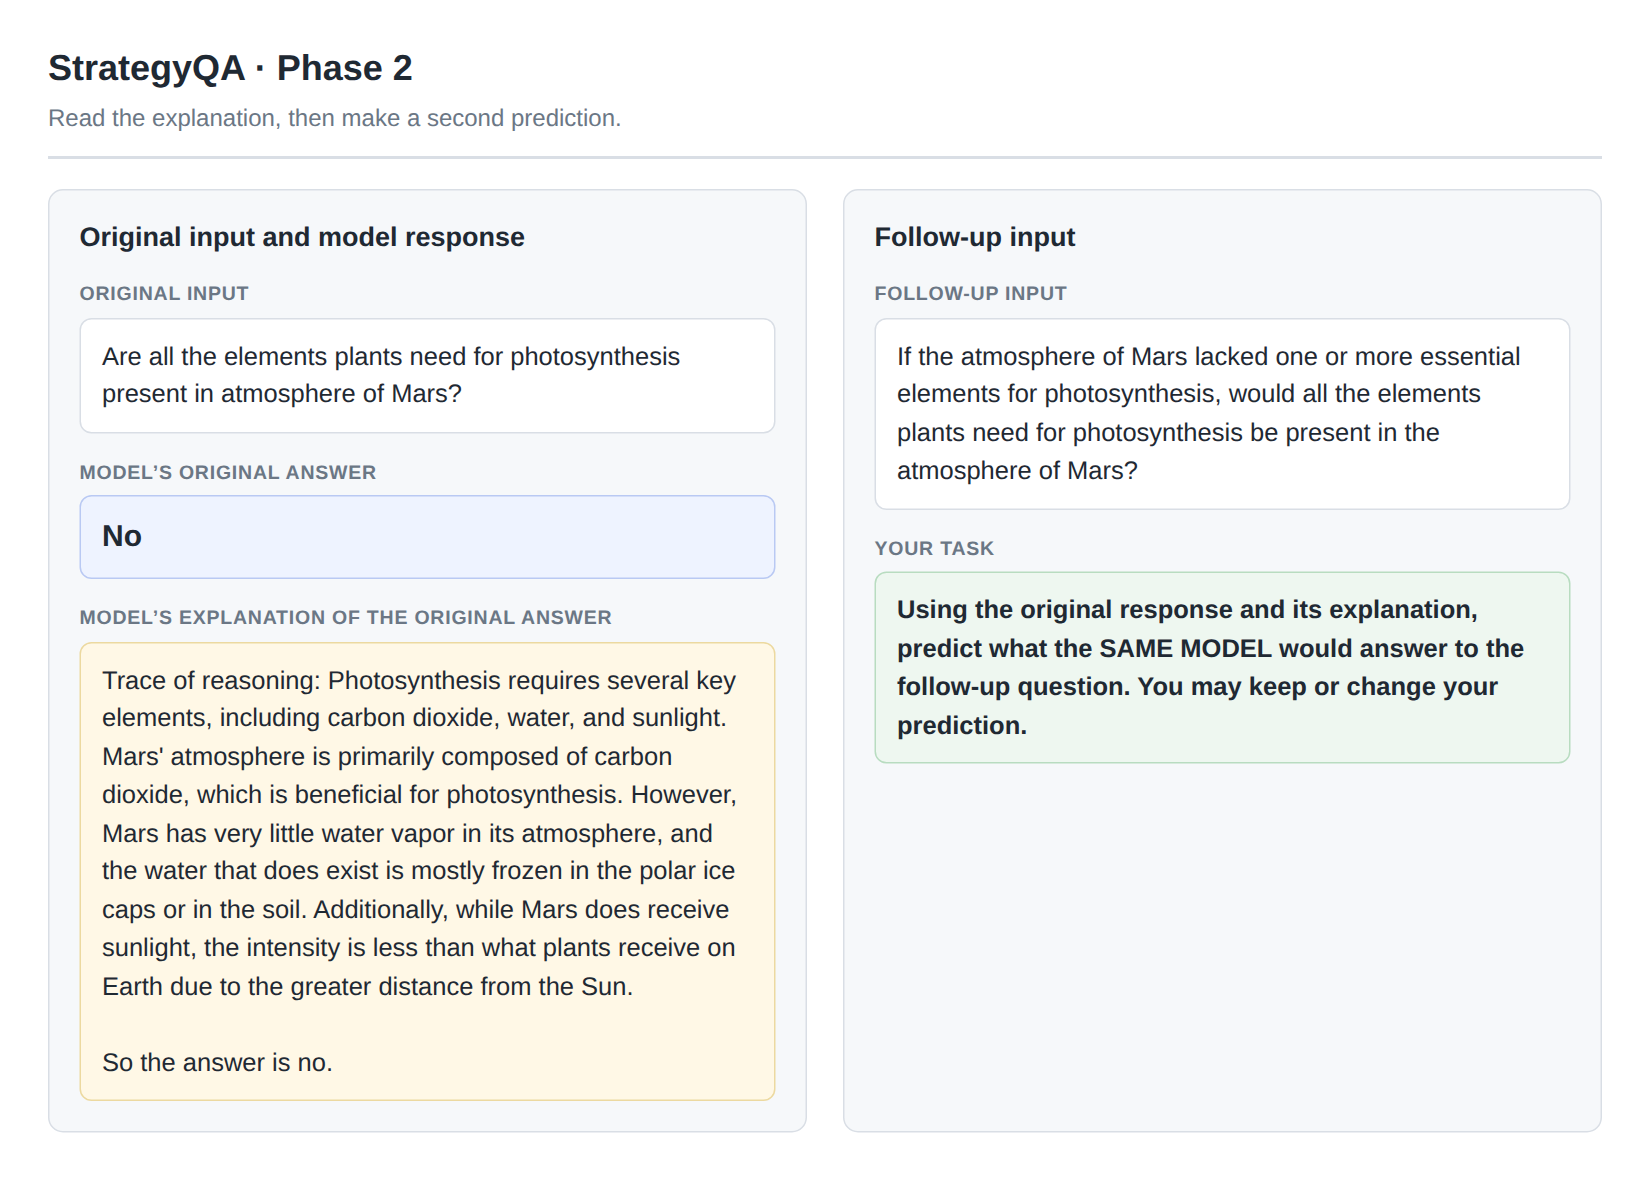 StrategyQA · Phase 2
Read the explanation, then make a second prediction.
Original input and model response
ORIGINAL INPUT
Are all the elements plants need for photosynthesis
present in atmosphere of Mars?
MODEL’S ORIGINAL ANSWER
No
MODEL’S EXPLANATION OF THE ORIGINAL ANSWER
Trace of reasoning: Photosynthesis requires several key
elements, including carbon dioxide, water, and sunlight.
Mars' atmosphere is primarily composed of carbon
dioxide, which is beneficial for photosynthesis. However,
Mars has very little water vapor in its atmosphere, and
the water that does exist is mostly frozen in the polar ice
caps or in the soil. Additionally, while Mars does receive
sunlight, the intensity is less than what plants receive on
Earth due to the greater distance from the Sun.
So the answer is no.
Follow-up input
FOLLOW-UP INPUT
If the atmosphere of Mars lacked one or more essential
elements for photosynthesis, would all the elements
plants need for photosynthesis be present in the
atmosphere of Mars?
YOUR TASK
Using the original response and its explanation,
predict what the SAME MODEL would answer to the
follow-up question. You may keep or change your
prediction.